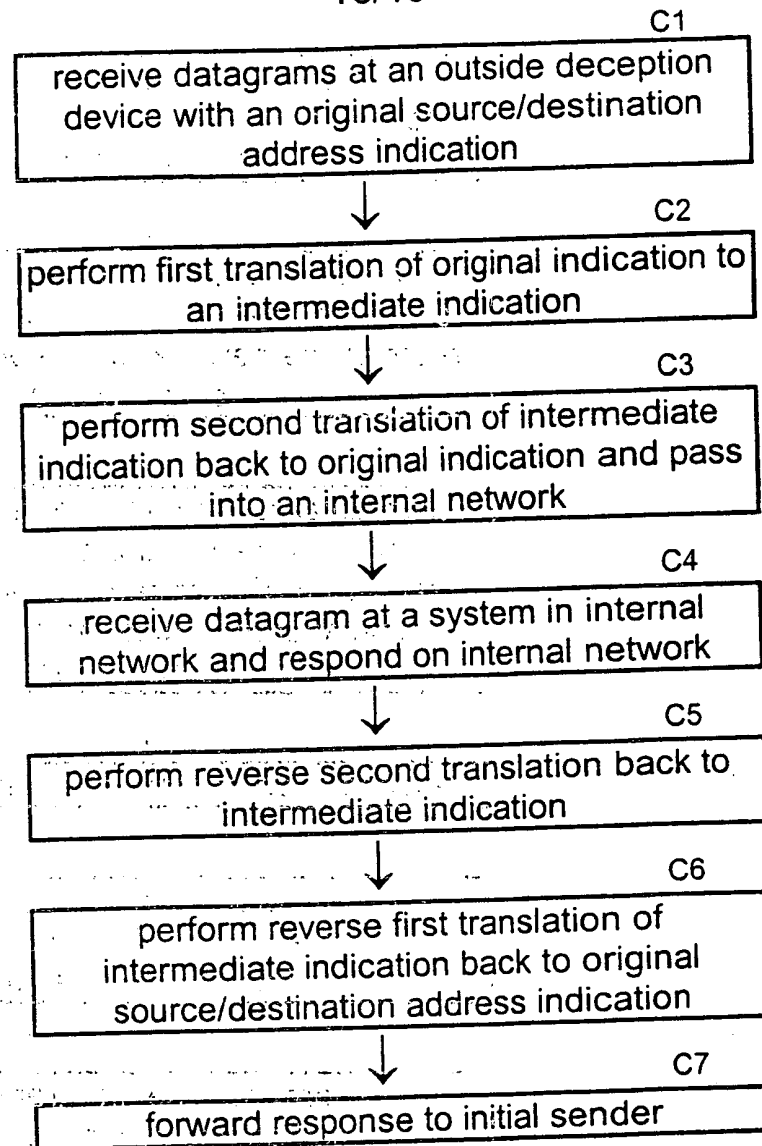 C1
receive datagrams at an outside deception
device with an original source/destination
address indication
C2
perform first translation of original indication to
an intermediate indication
C3
perform second translation of intermediate
indication back to original indication and pass
into an internal network
C4
receive datagram at a system in internal
network and respond on internal network
C5
perform reverse second translation back to
intermediate indication
C6
perform reverse first translation of
intermediate indication back to original
source/destination address indication
C7
forward response to initial sender